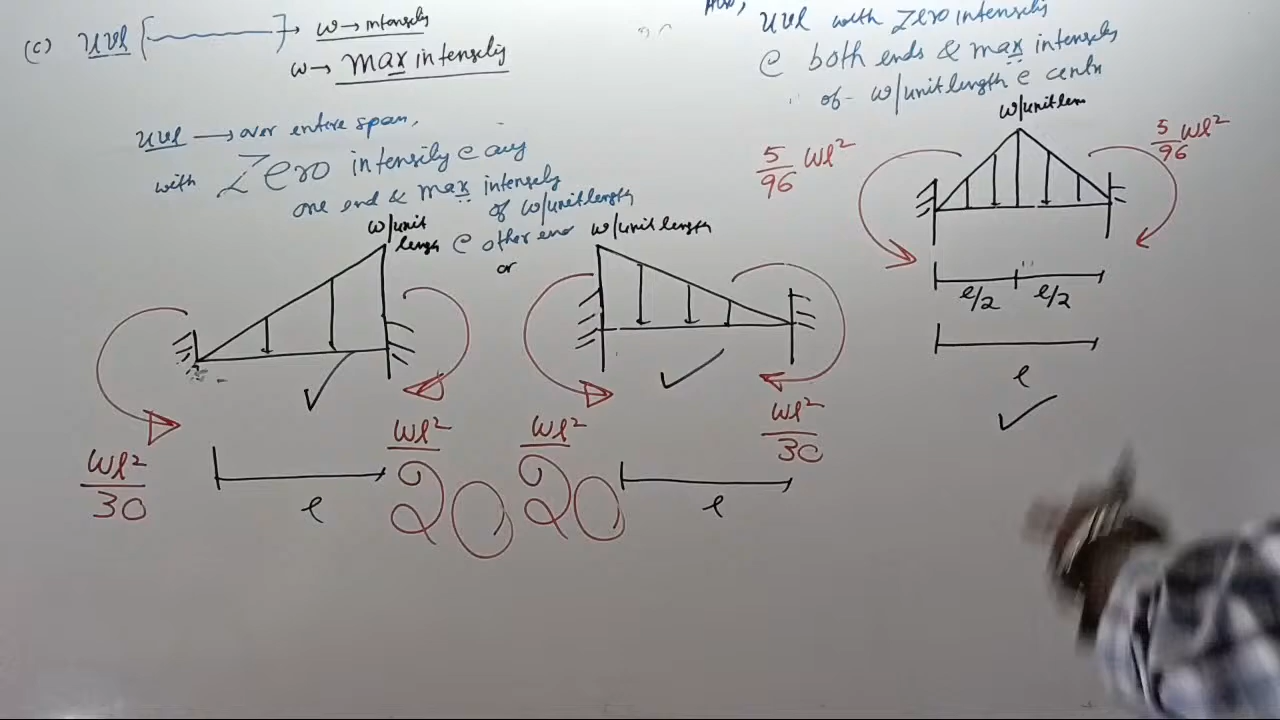 (c) uvl → w → intensity
w → max intensity
uvl → over entire span,
with Zero intensity @ any
one end & max intensity
of w/unit length
@ other end
or
w/unit
length
wl²/30
wl²/20
l
w/unit length
wl²/20
wl²/30
l
Also,
uvl with zero intensity
@ both ends & max intensity
of w/unit length @ centre
w/unit len
5/96 wl²
5/96 wl²
l/2 l/2
l